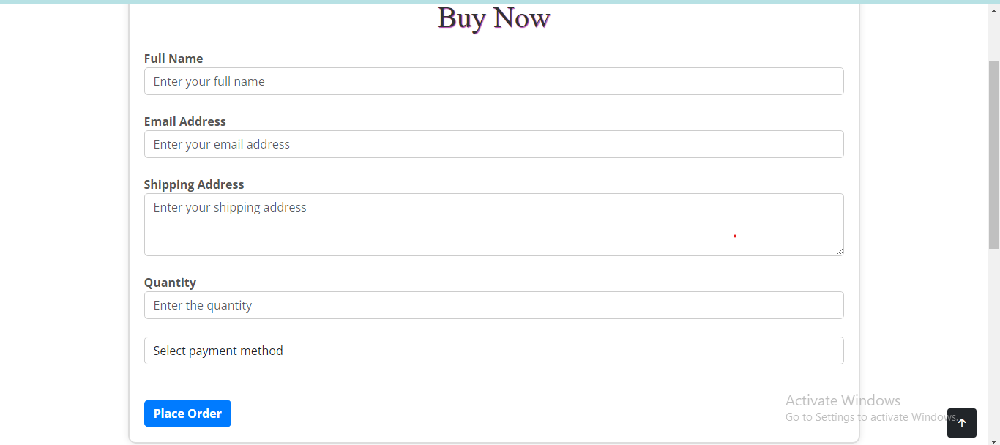 Buy Now
Full Name
Enter your full name
Email Address
Enter your email address
Shipping Address
Enter your shipping address
Quantity
Enter the quantity
Select payment method
Place Order
Activate Windows
Go to Settings to activate Windows.